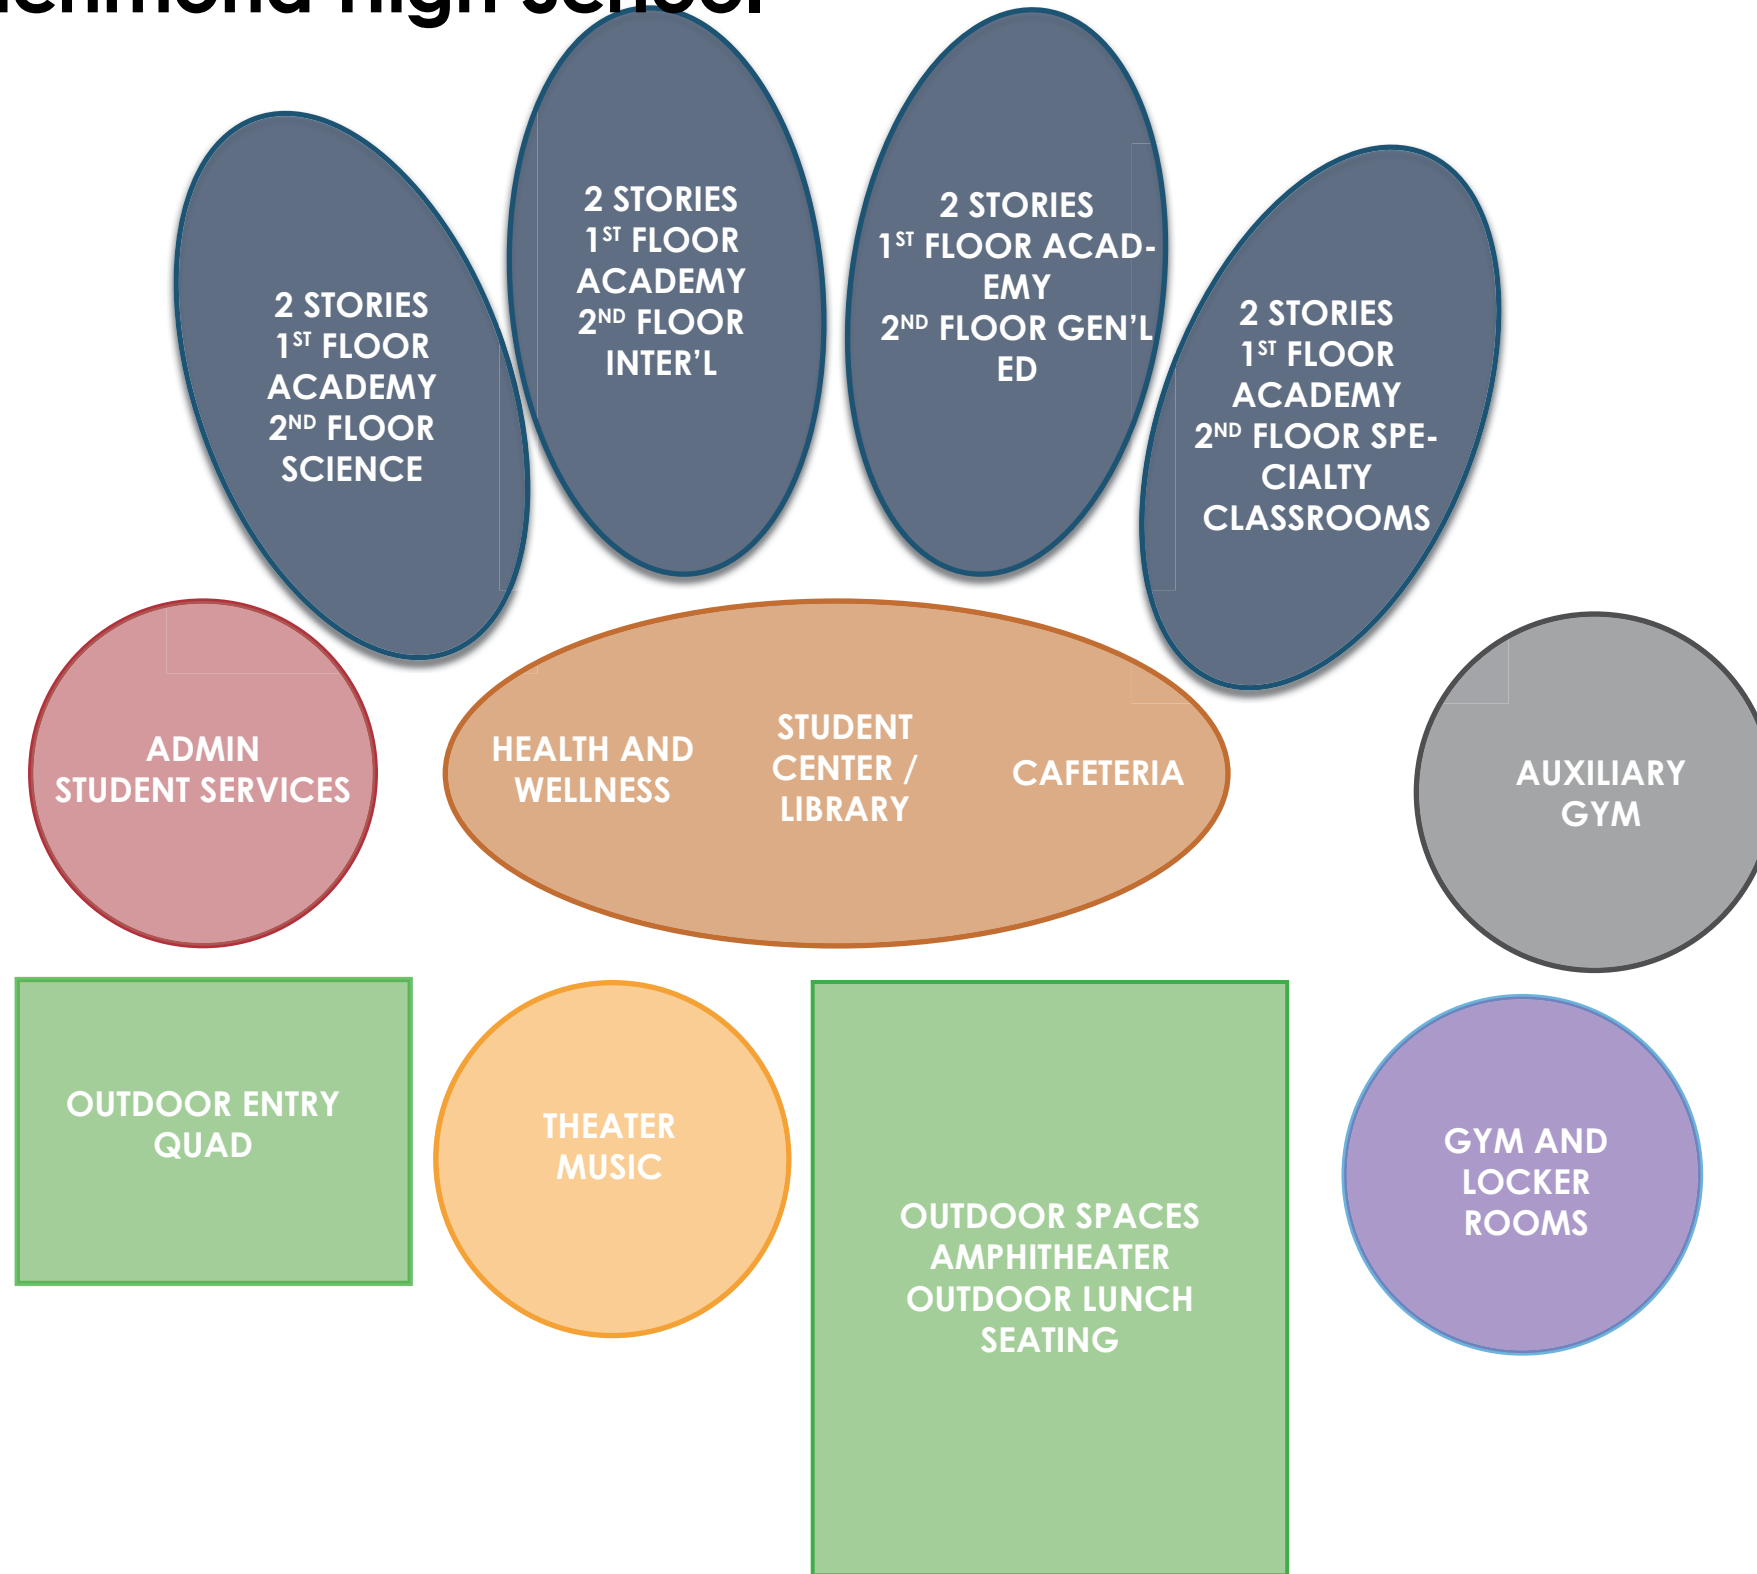 High school
2 STORIES
1ST FLOOR
ACADEMY
2ND FLOOR
SCIENCE
2 STORIES
1ST FLOOR
ACADEMY
2ND FLOOR
INTER’L
2 STORIES
1ST FLOOR ACAD-
EMY
2ND FLOOR GEN’L
ED
2 STORIES
1ST FLOOR
ACADEMY
2ND FLOOR SPE-
CIALTY
CLASSROOMS
ADMIN
STUDENT SERVICES
HEALTH AND
WELLNESS
STUDENT
CENTER /
LIBRARY
CAFETERIA
AUXILIARY
GYM
OUTDOOR ENTRY
QUAD
THEATER
MUSIC
OUTDOOR SPACES
AMPHITHEATER
OUTDOOR LUNCH
SEATING
GYM AND
LOCKER
ROOMS